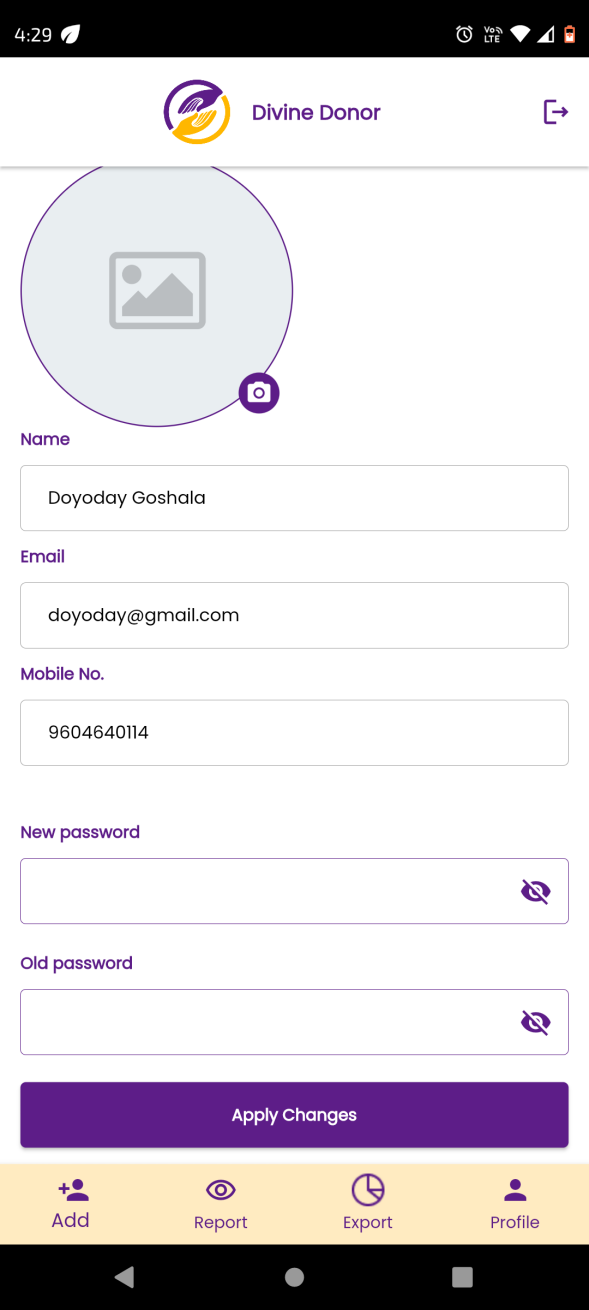 4:29
Vo LTE
Divine Donor
Name
Doyoday Goshala
Email
doyoday@gmail.com
Mobile No.
9604640114
New password
Old password
Apply Changes
Add
Report
Export
Profile